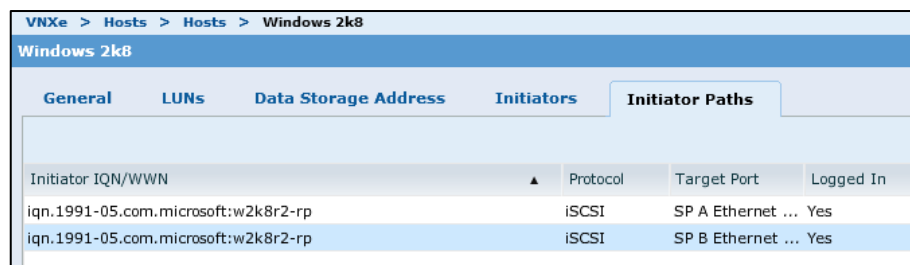 VNXe > Hosts > Hosts > Windows 2k8
Windows 2k8
General LUNs Data Storage Address Initiators Initiator Paths
Initiator IQN/WWN ▲ Protocol Target Port Logged In
iqn.1991-05.com.microsoft:w2k8r2-rp iSCSI SP A Ethernet ... Yes
iqn.1991-05.com.microsoft:w2k8r2-rp iSCSI SP B Ethernet ... Yes